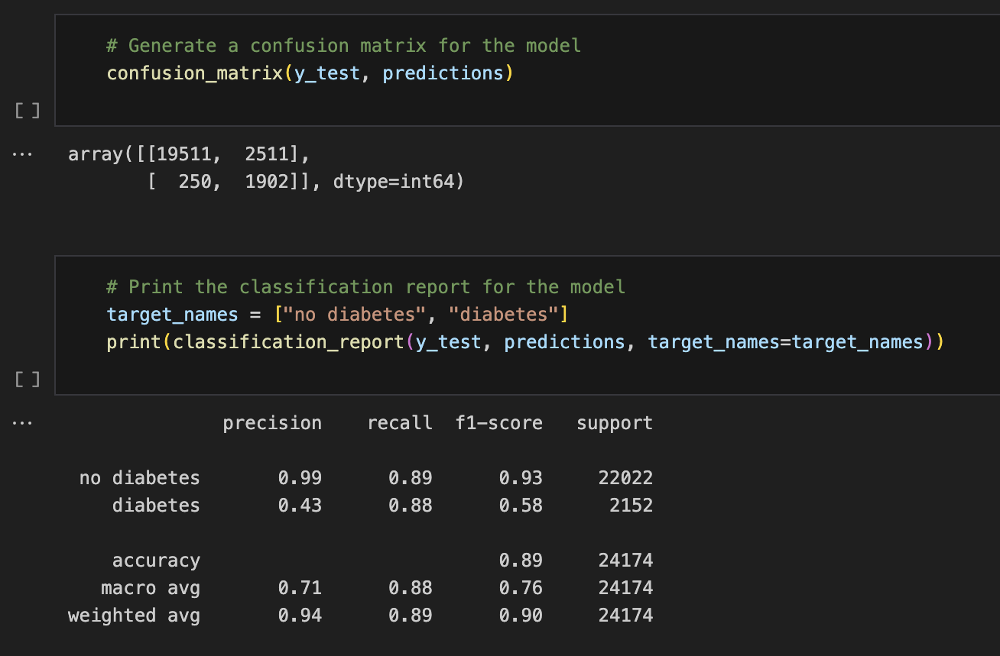 # Generate a confusion matrix for the model
confusion_matrix(y_test, predictions)
[ ]
... array([[19511,  2511],
       [  250,  1902]], dtype=int64)
# Print the classification report for the model
target_names = ["no diabetes", "diabetes"]
print(classification_report(y_test, predictions, target_names=target_names))
[ ]
... precision    recall  f1-score   support
 no diabetes       0.99      0.89      0.93     22022
    diabetes       0.43      0.88      0.58      2152
    accuracy                           0.89     24174
   macro avg       0.71      0.88      0.76     24174
weighted avg       0.94      0.89      0.90     24174